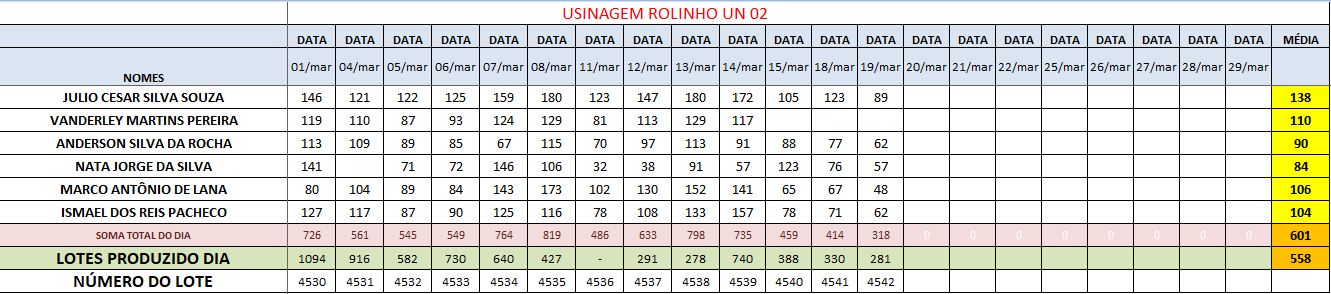 USINAGEM ROLINHO UN 02
DATA DATA DATA DATA DATA DATA DATA DATA DATA DATA DATA DATA DATA DATA DATA DATA DATA DATA DATA DATA DATA MÉDIA
NOMES 01/mar 04/mar 05/mar 06/mar 07/mar 08/mar 11/mar 12/mar 13/mar 14/mar 15/mar 18/mar 19/mar 20/mar 21/mar 22/mar 25/mar 26/mar 27/mar 28/mar 29/mar
JULIO CESAR SILVA SOUZA 146 121 122 125 159 180 123 147 180 172 105 123 89 138
VANDERLEY MARTINS PEREIRA 119 110 87 93 124 129 81 113 129 117 110
ANDERSON SILVA DA ROCHA 113 109 89 85 67 115 70 97 113 91 88 77 62 90
NATA JORGE DA SILVA 141 71 72 146 106 32 38 91 57 123 76 57 84
MARCO ANTÔNIO DE LANA 80 104 89 84 143 173 102 130 152 141 65 67 48 106
ISMAEL DOS REIS PACHECO 127 117 87 90 125 116 78 108 133 157 78 71 62 104
SOMA TOTAL DO DIA 726 561 545 549 764 819 486 633 798 735 459 414 318 0 0 0 0 0 0 0 0 601
LOTES PRODUZIDO DIA 1094 916 582 730 640 427 - 291 278 740 388 330 281 558
NÚMERO DO LOTE 4530 4531 4532 4533 4534 4535 4536 4537 4538 4539 4540 4541 4542